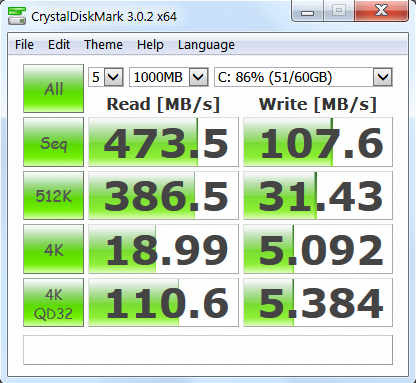 CrystalDiskMark 3.0.2 x64
File Edit Theme Help Language
All 5 1000MB C: 86% (51/60GB)
Read [MB/s] Write [MB/s]
Seq 473.5 107.6
512K 386.5 31.43
4K 18.99 5.092
4K QD32 110.6 5.384